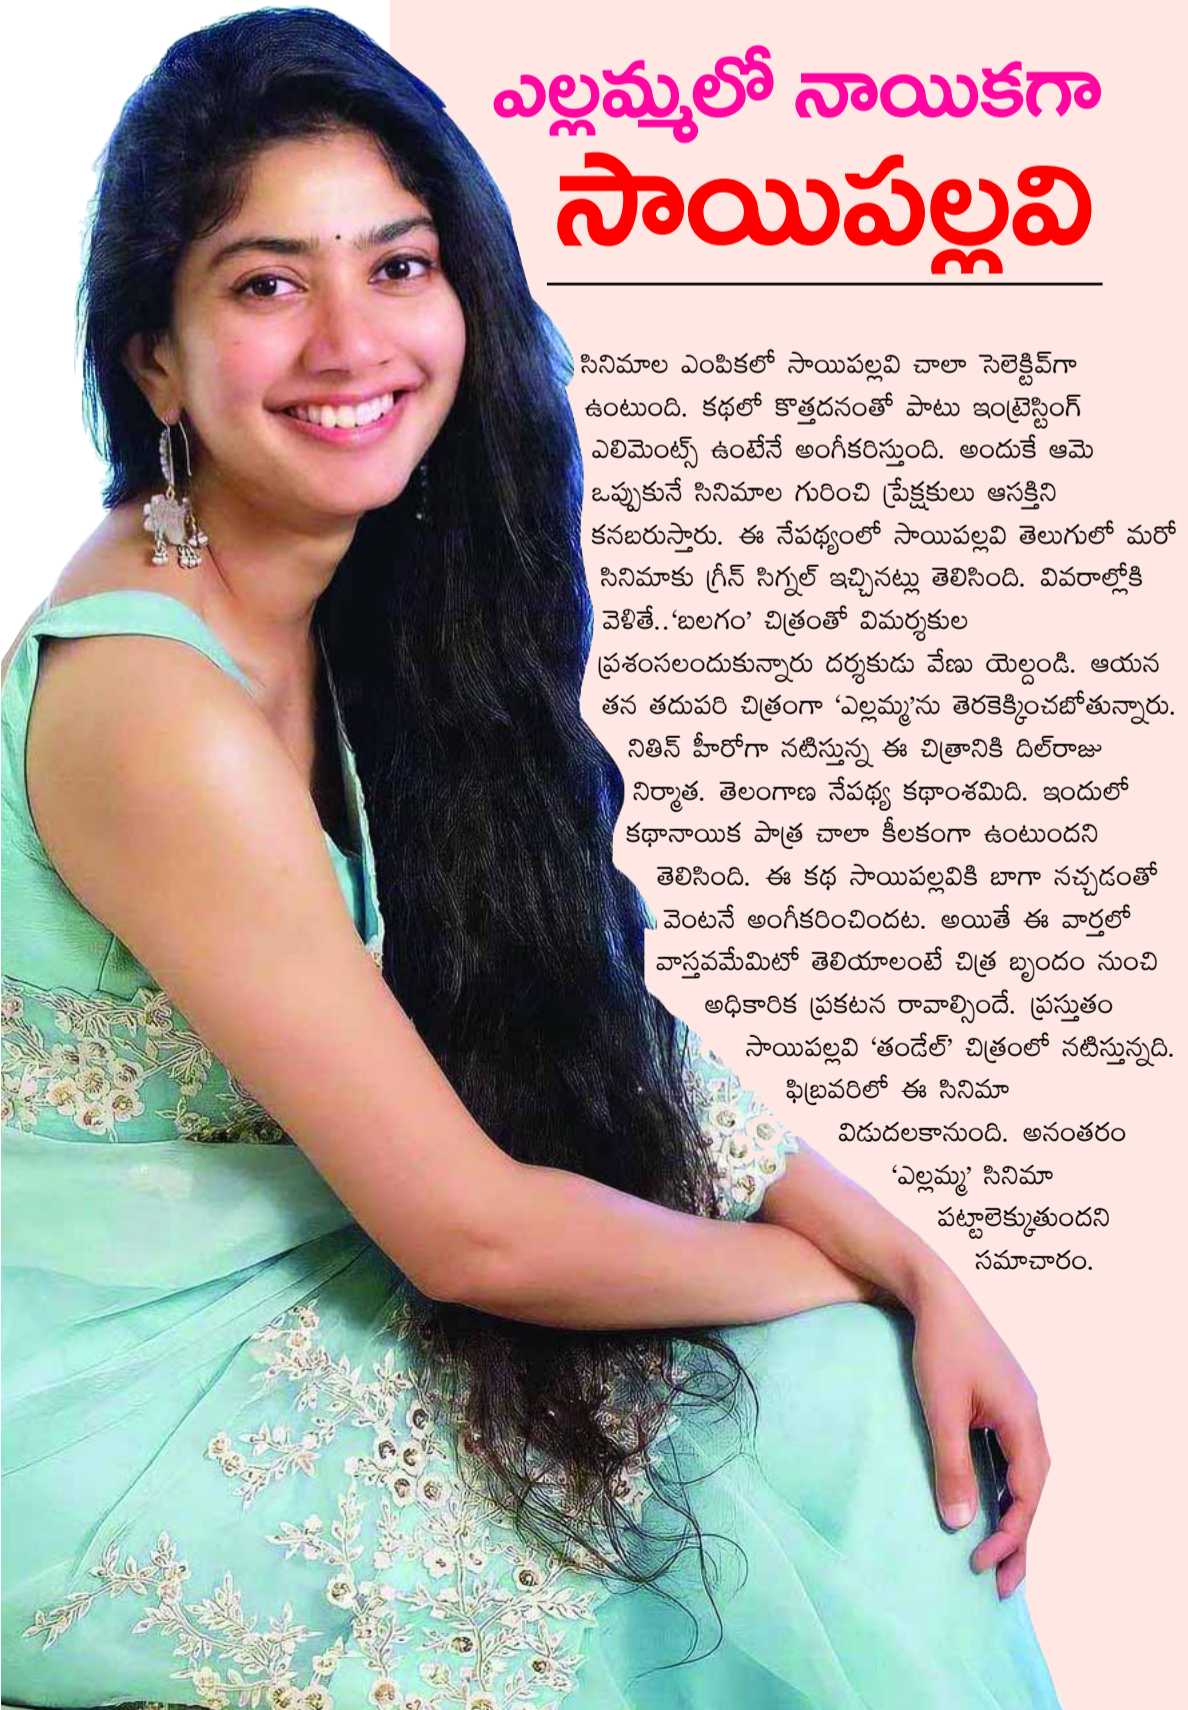 ఎల్లమ్మలో నాయికగా
సాయిపల్లవి
సినిమాల ఎంపికలో సాయిపల్లవి చాలా సెలెక్టివ్‌గా
ఉంటుంది. కథలో కొత్తదనంతో పాటు ఇంట్రెస్టింగ్
ఎలిమెంట్స్ ఉంటేనే అంగీకరిస్తుంది. అందుకే ఆమె
ఒప్పుకునే సినిమాల గురించి ప్రేక్షకులు ఆసక్తిని
కనబరుస్తారు. ఈ నేపథ్యంలో సాయిపల్లవి తెలుగులో మరో
సినిమాకు గ్రీన్ సిగ్నల్ ఇచ్చినట్లు తెలిసింది. వివరాల్లోకి
వెళితే..‘బలగం’ చిత్రంతో విమర్శకుల
ప్రశంసలందుకున్నారు దర్శకుడు వేణు యెల్దండి. ఆయన
తన తదుపరి చిత్రంగా ‘ఎల్లమ్మ’ను తెరకెక్కించబోతున్నారు.
నితిన్ హీరోగా నటిస్తున్న ఈ చిత్రానికి దిల్‌రాజు
నిర్మాత. తెలంగాణ నేపథ్య కథాంశమిది. ఇందులో
కథానాయిక పాత్ర చాలా కీలకంగా ఉంటుందని
తెలిసింది. ఈ కథ సాయిపల్లవికి బాగా నచ్చడంతో
వెంటనే అంగీకరించిందట. అయితే ఈ వార్తలో
వాస్తవమేమిటో తెలియాలంటే చిత్ర బృందం నుంచి
అధికారిక ప్రకటన రావాల్సిందే. ప్రస్తుతం
సాయిపల్లవి ‘తండేల్’ చిత్రంలో నటిస్తున్నది.
ఫిబ్రవరిలో ఈ సినిమా
విడుదలకానుంది. అనంతరం
‘ఎల్లమ్మ’ సినిమా
పట్టాలెక్కుతుందని
సమాచారం.